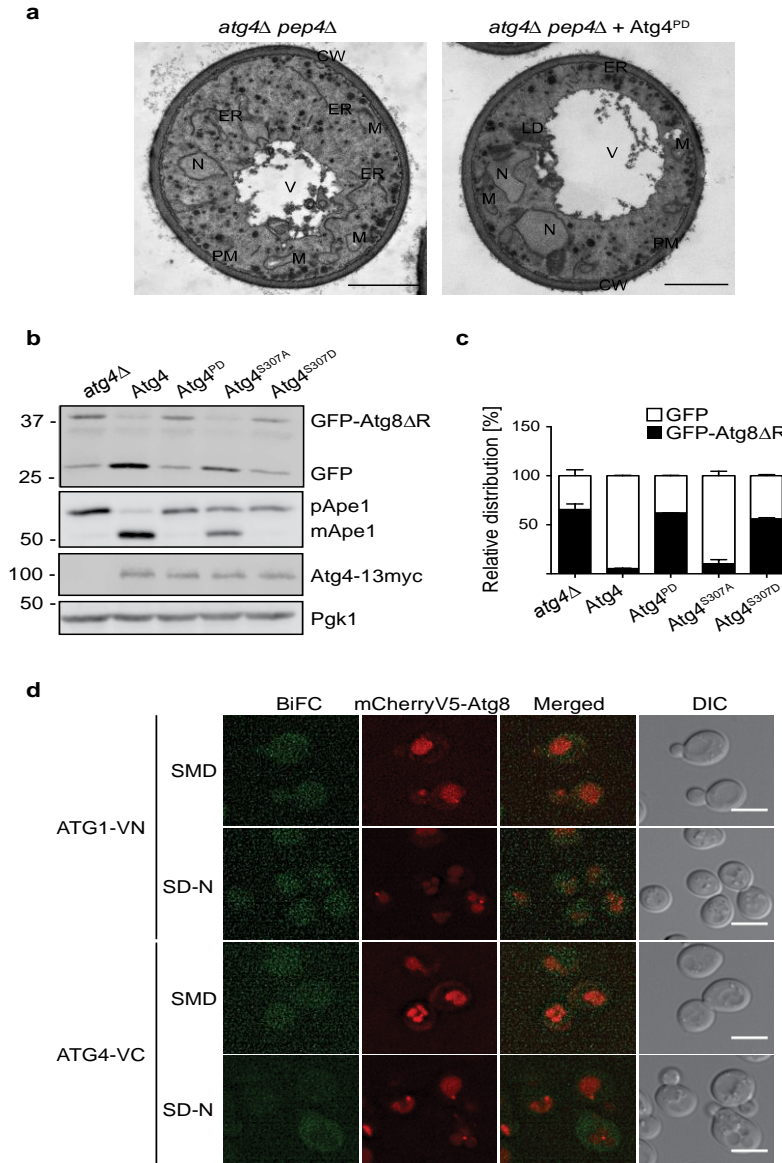 a
atg4Δ pep4Δ
atg4Δ pep4Δ + Atg4PD
CW
ER
ER
M
N
ER
V
M
PM
M
ER
LD
V
M
N
M
N
PM
CW
b
atg4Δ Atg4 Atg4PD Atg4S307A Atg4S307D
37 - GFP-Atg8ΔR
25 - GFP
pApe1
50 - mApe1
100 - Atg4-13myc
50 -
Pgk1
c
GFP
GFP-Atg8ΔR
Relative distribution [%]
150
100
50
atg4Δ Atg4 Atg4PD Atg4S307A Atg4S307D
d
BiFC mCherryV5-Atg8 Merged DIC
ATG1-VN
SMD
SD-N
ATG4-VC
SMD
SD-N